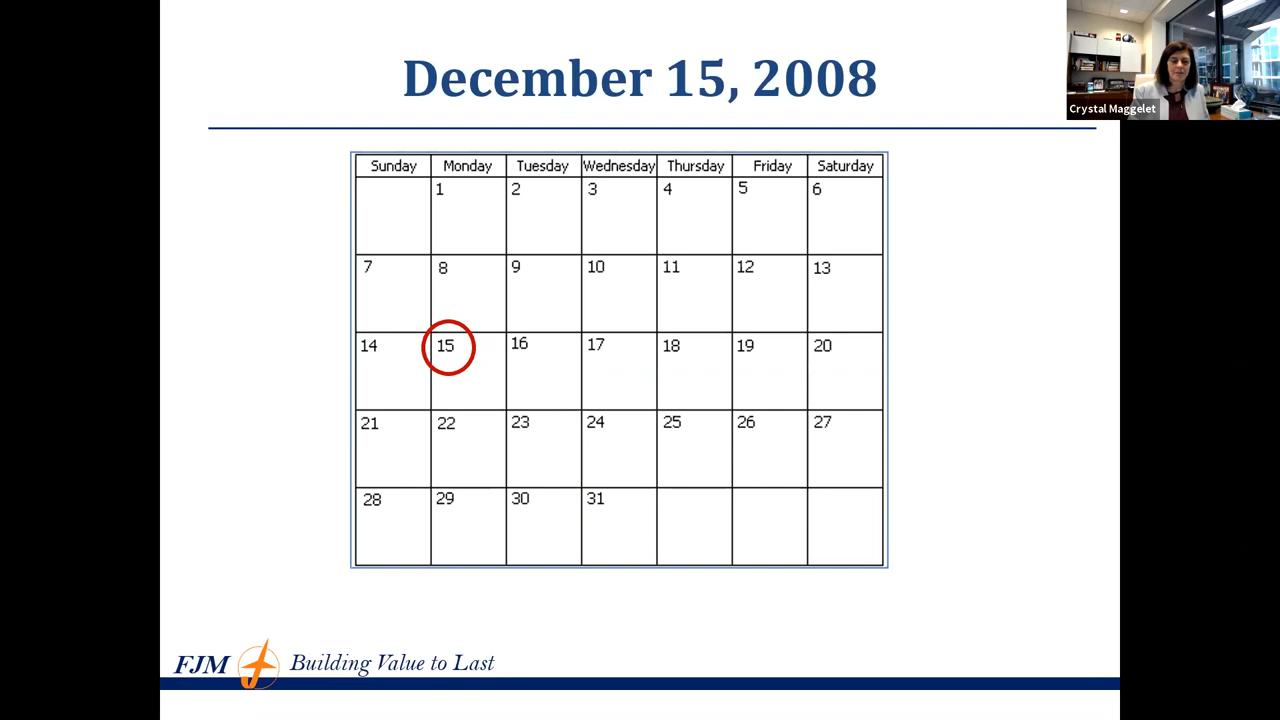 December 15, 2008
Crystal Maggelet
Sunday Monday Tuesday Wednesday Thursday Friday Saturday
1 2 3 4 5 6
7 8 9 10 11 12 13
14 15 16 17 18 19 20
21 22 23 24 25 26 27
28 29 30 31
FJM Building Value to Last